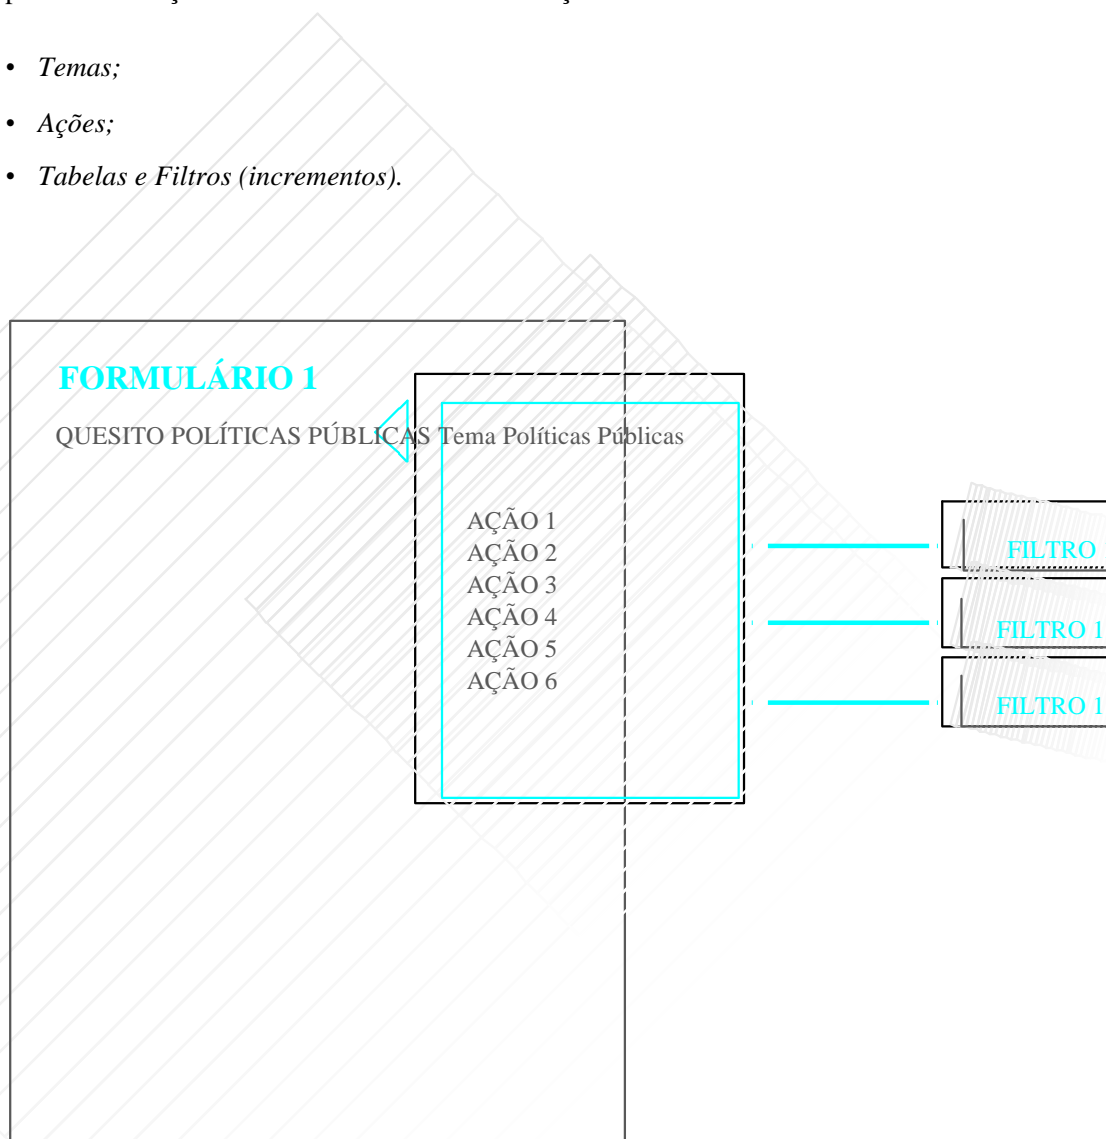 • Temas;
• Ações;
• Tabelas e Filtros (incrementos).
FORMULÁRIO 1
QUESITO POLÍTICAS PÚBLICAS Tema Políticas Públicas
AÇÃO 1
AÇÃO 2
AÇÃO 3
AÇÃO 4
AÇÃO 5
AÇÃO 6
FILTRO
FILTRO 1
FILTRO 1